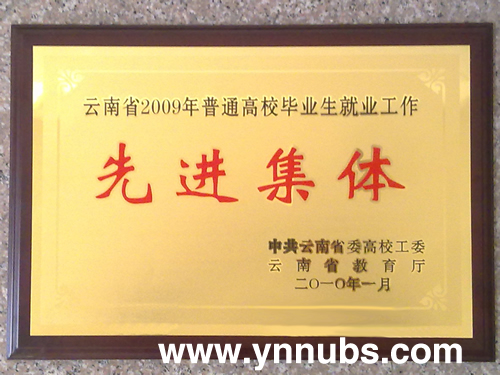 云南省2009年普通高校毕业生就业工作
先进集体
中共云南省委高校工委
云南省教育厅
二〇一〇年一月
www.ynnubs.com